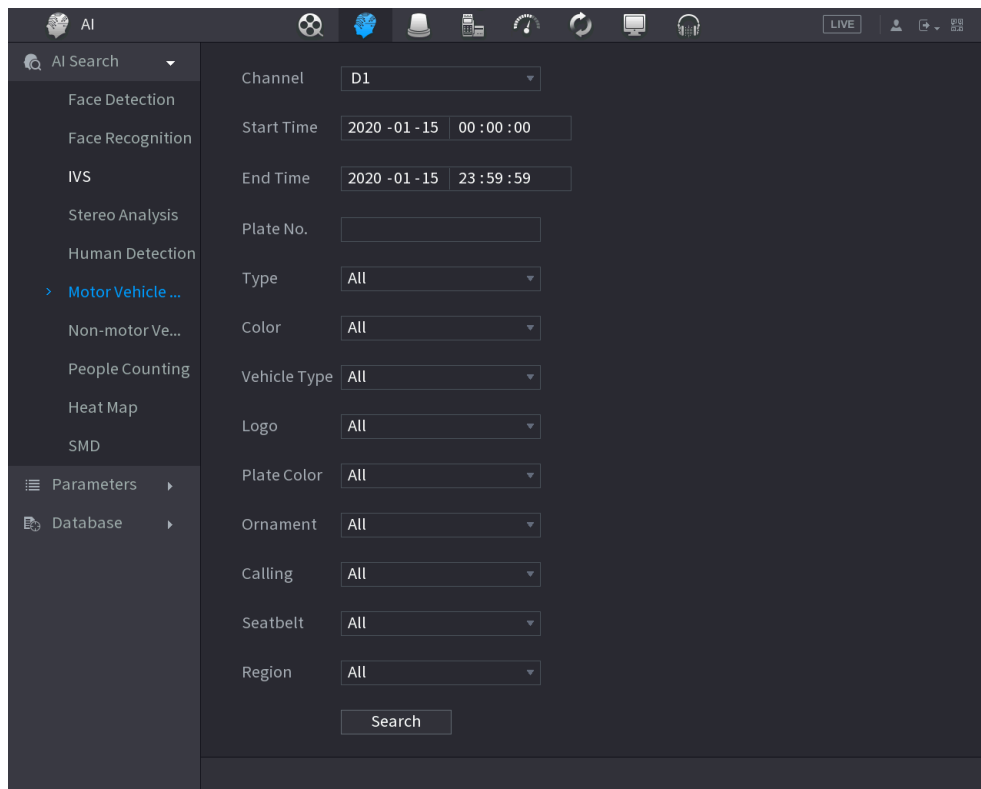 AI
LIVE
AI Search
Face Detection
Face Recognition
IVS
Stereo Analysis
Human Detection
Motor Vehicle ...
Non-motor Ve...
People Counting
Heat Map
SMD
Parameters
Database
Channel D1
Start Time 2020 -01 -15 00 :00 :00
End Time 2020 -01 -15 23 :59 :59
Plate No.
Type All
Color All
Vehicle Type All
Logo All
Plate Color All
Ornament All
Calling All
Seatbelt All
Region All
Search